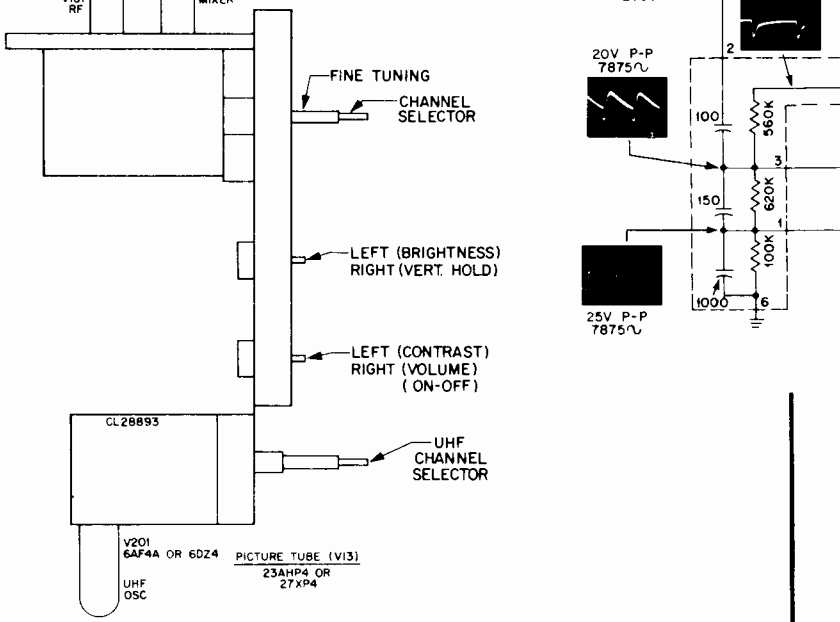 RF
MIXER
FINE TUNING
CHANNEL
SELECTOR
LEFT (BRIGHTNESS)
RIGHT (VERT. HOLD)
LEFT (CONTRAST)
RIGHT (VOLUME)
(ON-OFF)
CL28893
UHF
CHANNEL
SELECTOR
V201
6AF4A OR 6DZ4
UHF
OSC
PICTURE TUBE (V13)
23AHP4 OR
27XP4
20V P-P
7875∿
25V P-P
7875∿
2
100
560K
3
150
620K
1
100K
1000
6